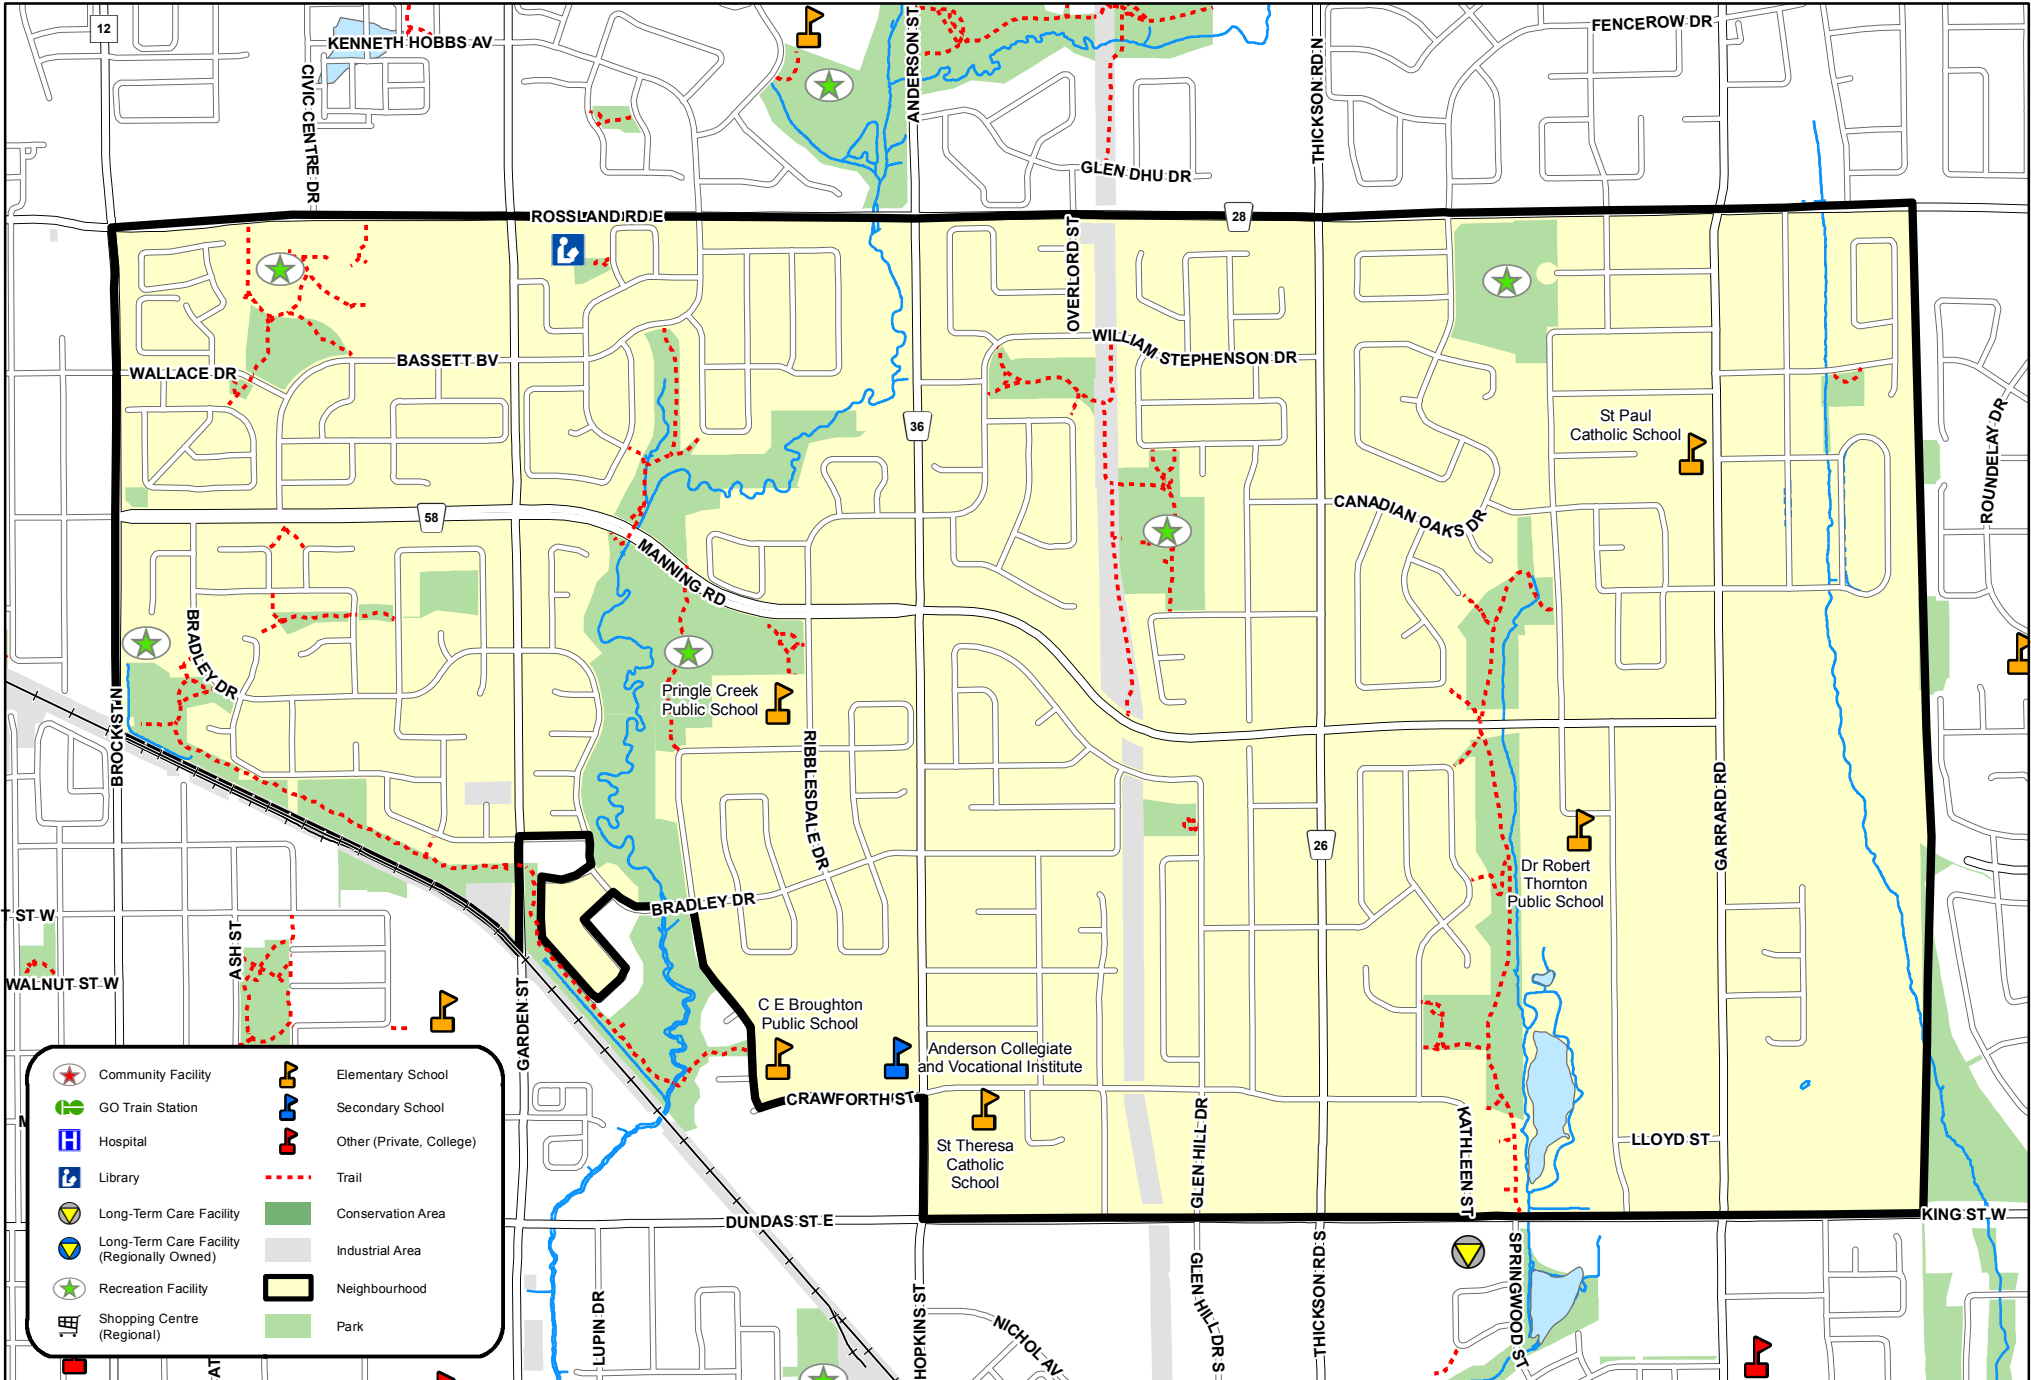 12
KENNETH HOBBS AV
CIVIC CENTRE DR
ANDERSON ST
THICKSON RD N
FENCEROW DR
GLEN DHU DR
ROSSLAND RD E
28
OVERLORD ST
WILLIAM STEPHENSON DR
BASSETT BV
WALLACE DR
36
St Paul
Catholic School
ROUNDELAY DR
58
CANADIAN OAKS DR
MANNING RD
BRADLEY DR
Pringle Creek
Public School
BROCK ST N
RIBBLESDALE DR
GARRARD RD
26
Dr Robert
Thornton
Public School
BRADLEY DR
T ST W
ASH ST
WALNUT ST W
GARDEN ST
C E Broughton
Public School
Anderson Collegiate
and Vocational Institute
CRAWFORTH ST
St Theresa
Catholic
School
GLEN HILL DR
KATHLEEN ST
LLOYD ST
DUNDAS ST E
KING ST W
HOPKINS ST
NICHOL AV
GLEN HILL DR S
THICKSON RD S
SPRINGWOOD ST
LUPIN DR
M
AT
Community Facility
GO Train Station
H
Hospital
Library
Long-Term Care Facility
Long-Term Care Facility
(Regionally Owned)
Recreation Facility
Shopping Centre
(Regional)
Elementary School
Secondary School
Other (Private, College)
Trail
Conservation Area
Industrial Area
Neighbourhood
Park